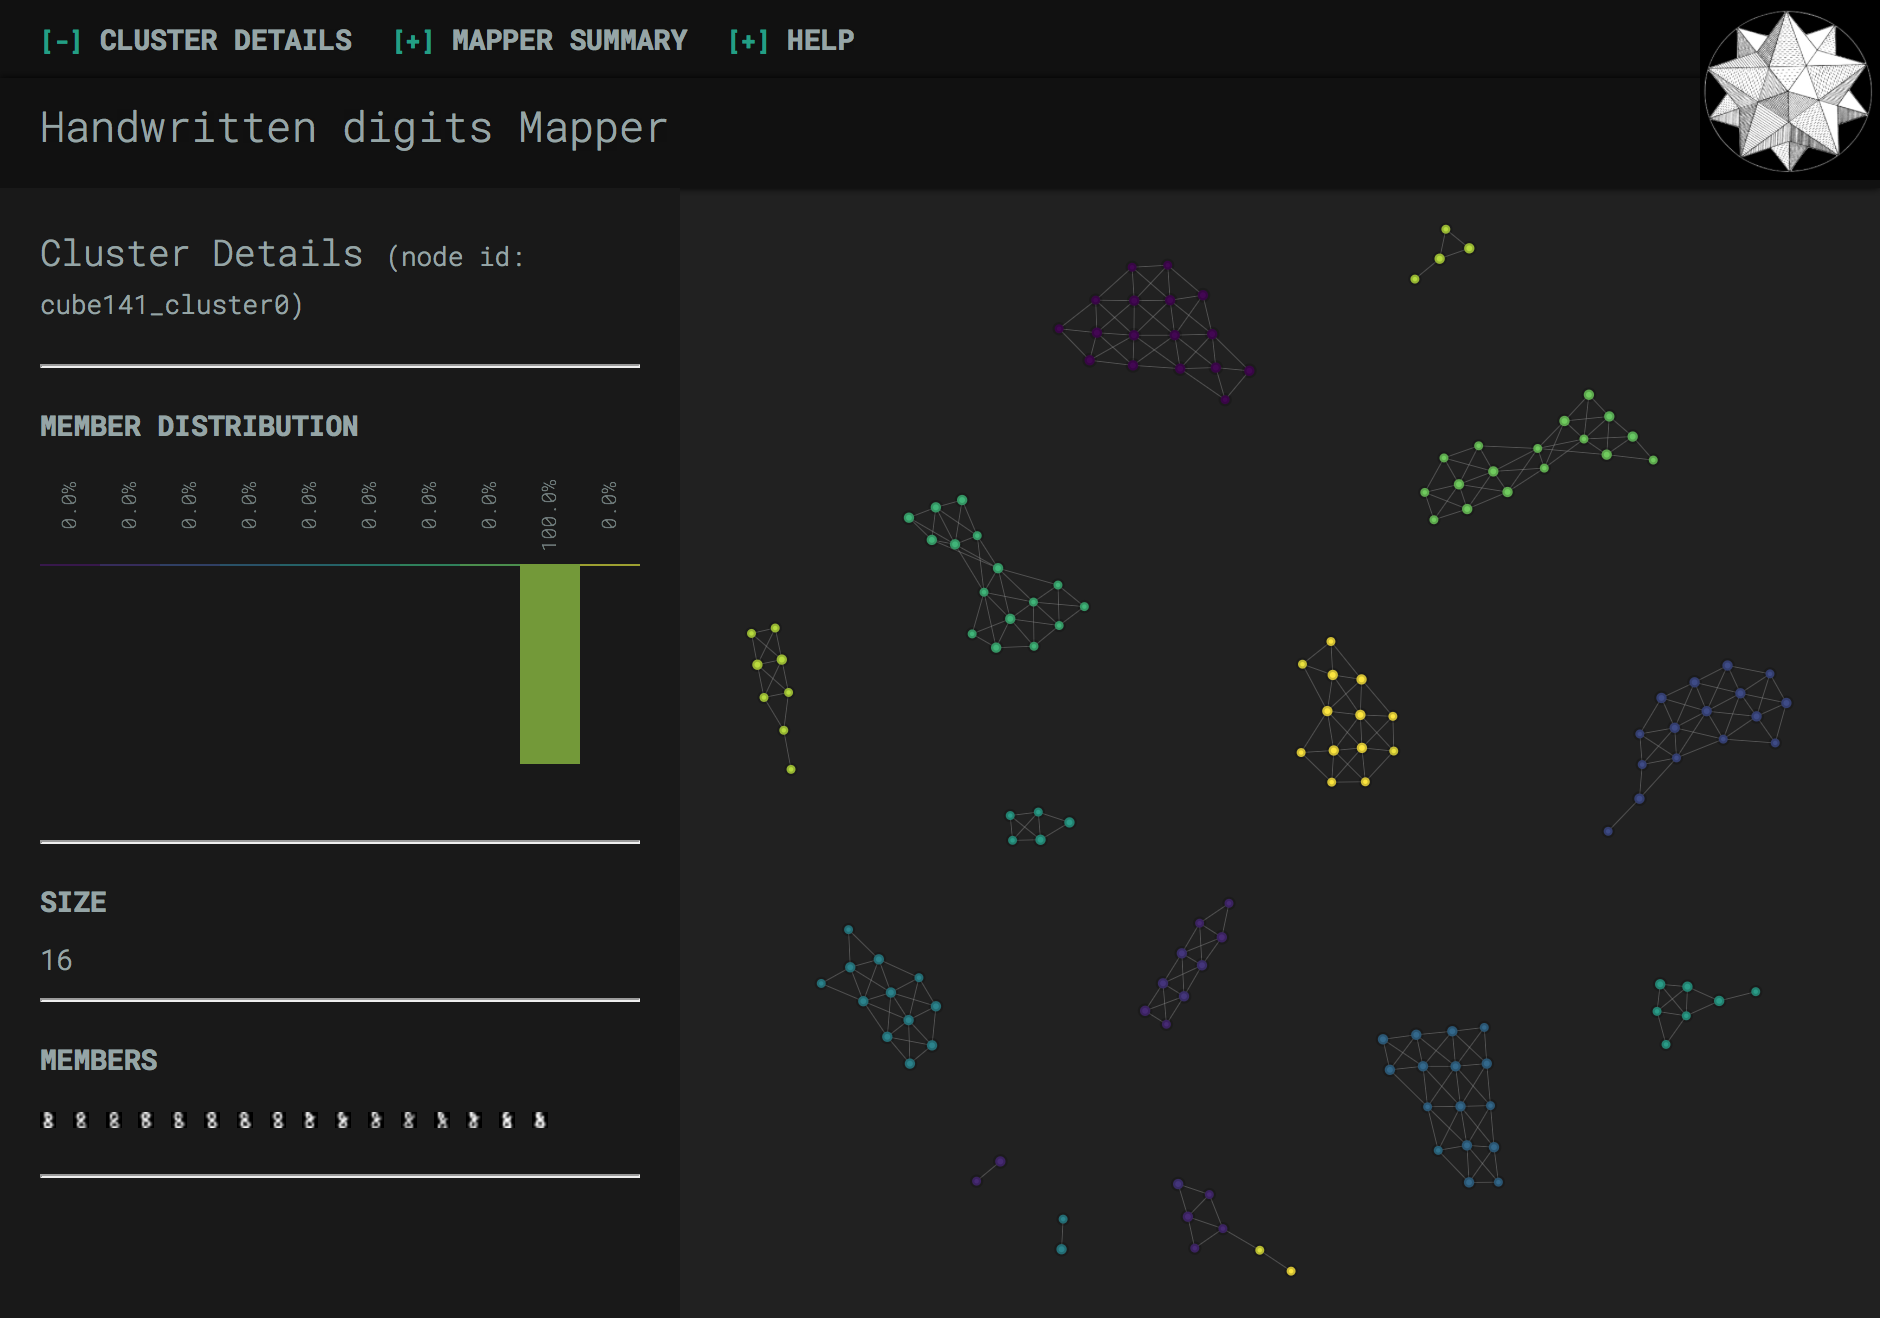 [-] CLUSTER DETAILS [+] MAPPER SUMMARY [+] HELP
Handwritten digits Mapper
Cluster Details (node id:
cube141_cluster0)
MEMBER DISTRIBUTION
0.0% 0.0% 0.0% 0.0% 0.0% 0.0% 0.0% 0.0% 100.0% 0.0%
SIZE
16
MEMBERS
8 8 8 8 8 8 8 8 8 8 8 8 8 8 8 8